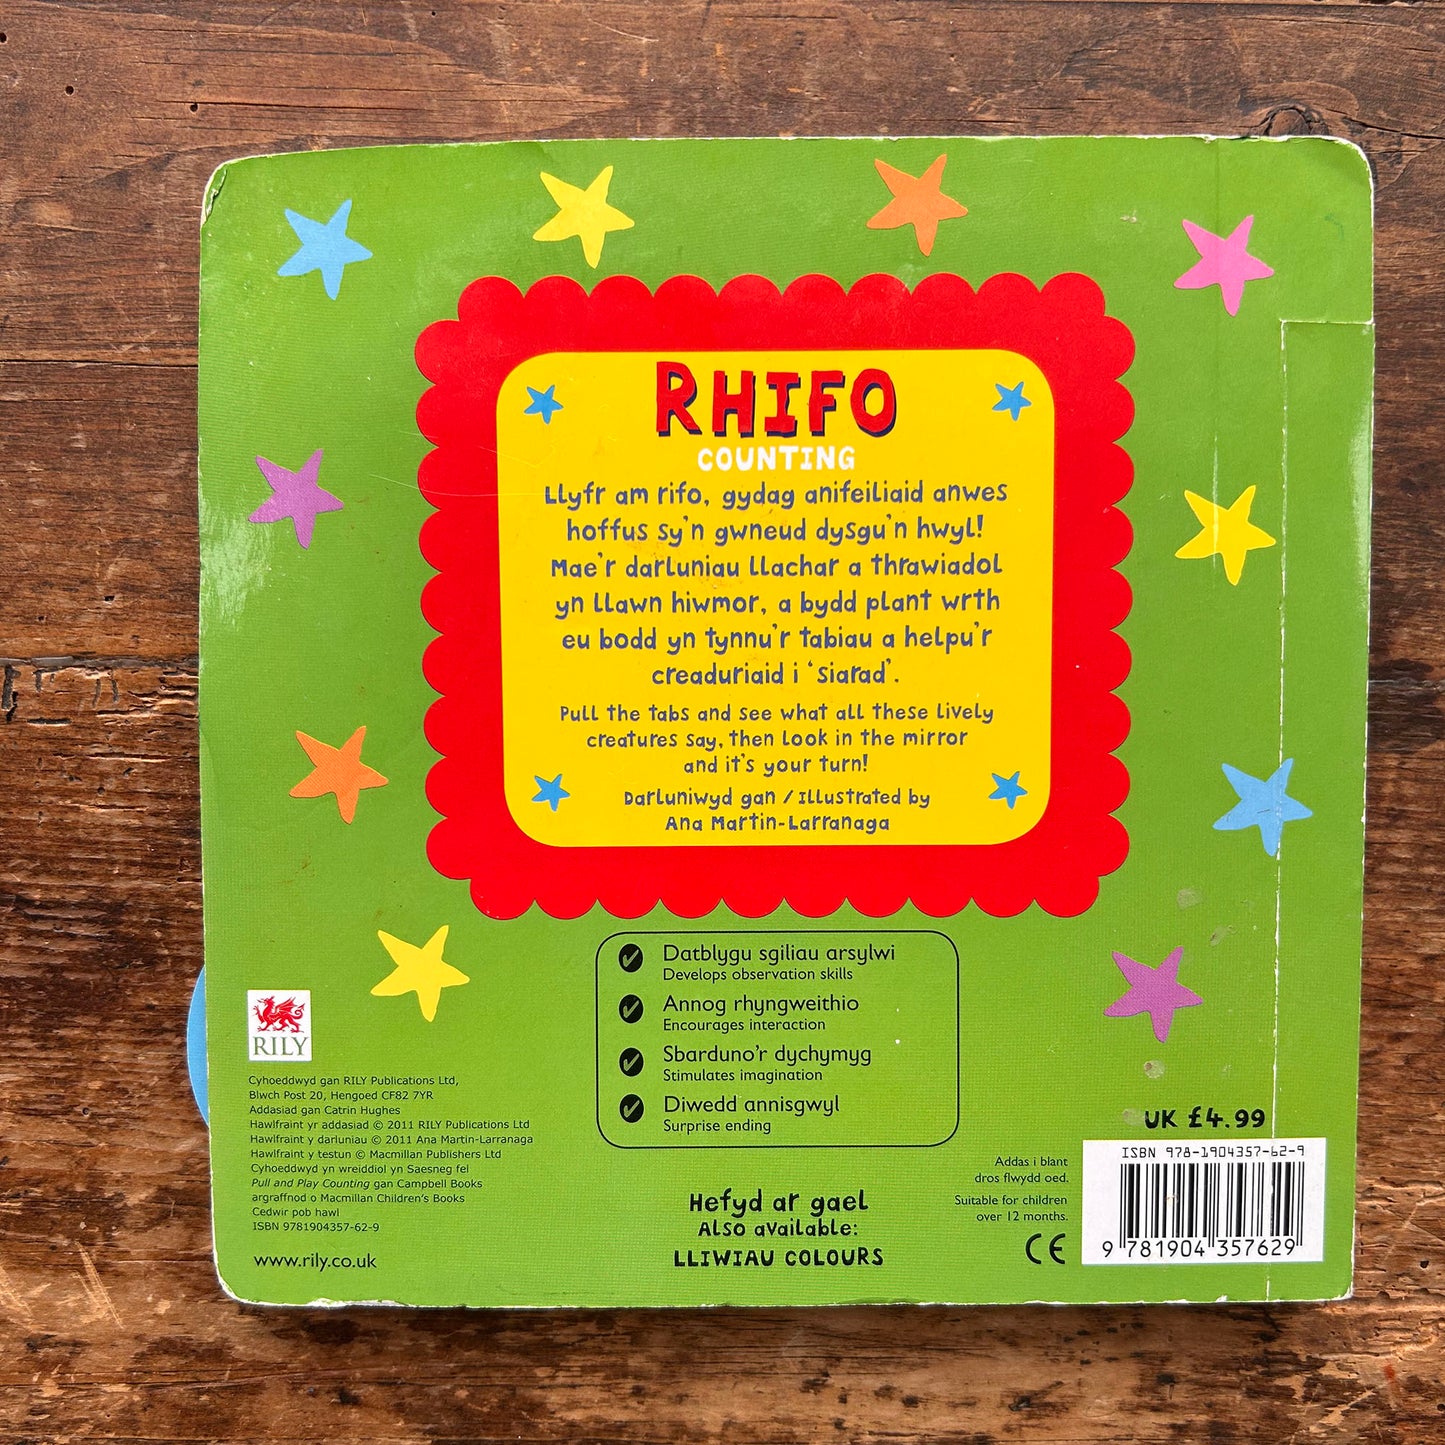 RHIFO
COUNTING
Llyfr am rifo, gydag anifeiliaid anwes
hoffus sy'n gwneud dysgu'n hwyl!
Mae'r darluniau llachar a thrawiadol
yn llawn hiwmor, a bydd plant wrth
eu bodd yn tynnu'r tabiau a helpu'r
creaduriaid i 'siarad'.
Pull the tabs and see what all these lively
creatures say, then look in the mirror
and it's your turn!
Darluniwyd gan / Illustrated by
Ana Martin-Larranaga
Datblygu sgiliau arsylwi
Develops observation skills
Annog rhyngweithio
Encourages interaction
Sbarduno'r dychymyg
Stimulates imagination
Diwedd annisgwyl
Surprise ending
RILY
Cyhoeddwyd gan RILY Publications Ltd,
Blwch Post 20, Hengoed CF82 7YR
Addasiad gan Catrin Hughes
Hawlfraint yr addasiad © 2011 RILY Publications Ltd
Hawlfraint y darluniau © 2011 Ana Martin-Larranaga
Hawlfraint y testun © Macmillan Publishers Ltd
Cyhoeddwyd yn wreiddiol yn Saesneg fel
Pull and Play Counting gan Campbell Books
argraffnod o Macmillan Children's Books
Cedwir pob hawl
ISBN 9781904357-62-9
www.rily.co.uk
Hefyd ar gael
Also available:
LLIWIAU COLOURS
Addas i blant
dros flwydd oed.
Suitable for children
over 12 months.
CE
UK £4.99
ISBN 978-1904357-62-9
9 781904 357629